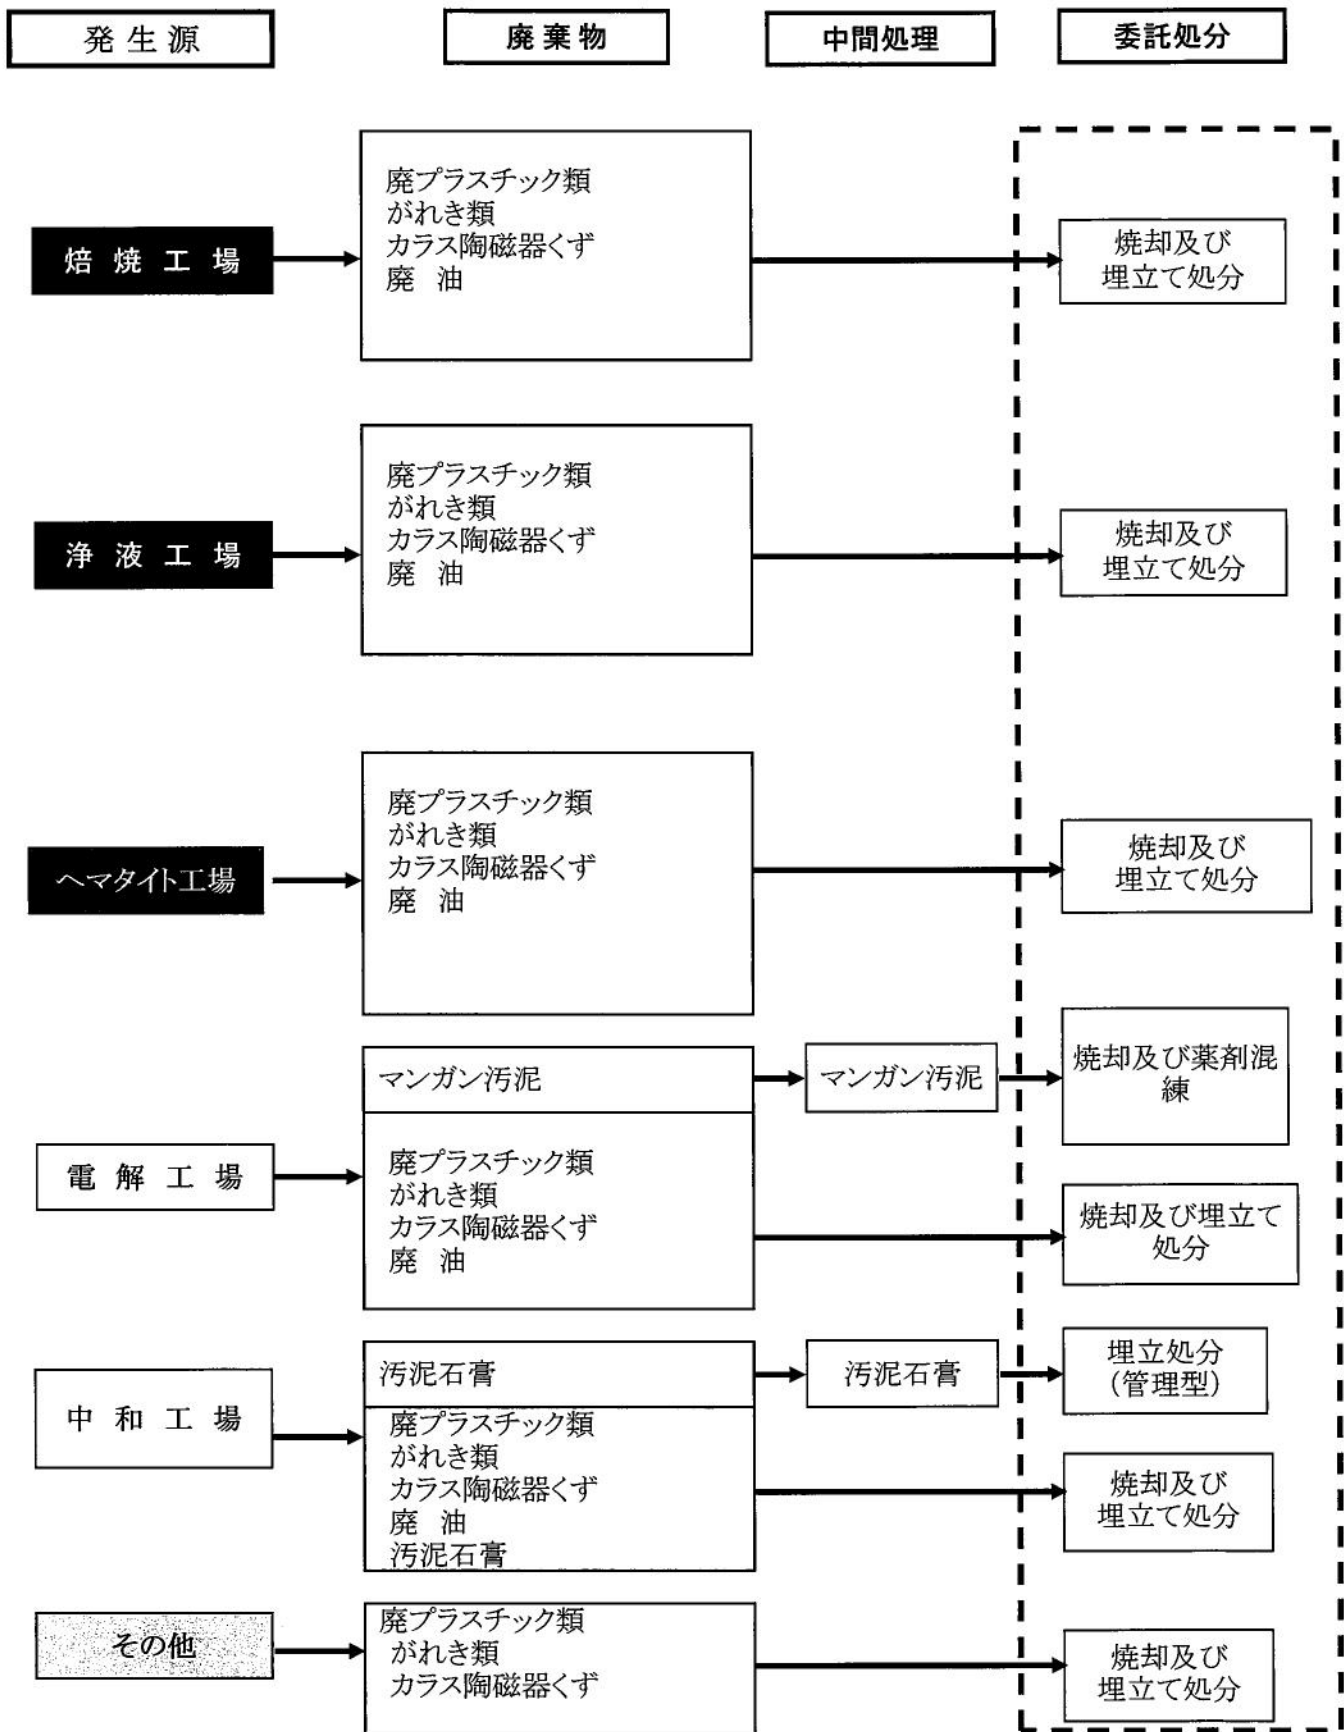 発生源
廃棄物
中間処理
委託処分
焙焼工場
廃プラスチック類
がれき類
カラス陶磁器くず
廃 油
焼却及び
埋立て処分
浄液工場
廃プラスチック類
がれき類
カラス陶磁器くず
廃 油
焼却及び
埋立て処分
ヘマタイト工場
廃プラスチック類
がれき類
カラス陶磁器くず
廃 油
焼却及び
埋立て処分
電解工場
マンガン汚泥
マンガン汚泥
焼却及び薬剤混
練
廃プラスチック類
がれき類
カラス陶磁器くず
廃 油
焼却及び埋立て
処分
中和工場
汚泥石膏
汚泥石膏
埋立処分
(管理型)
廃プラスチック類
がれき類
カラス陶磁器くず
廃 油
汚泥石膏
焼却及び
埋立て処分
その他
廃プラスチック類
がれき類
カラス陶磁器くず
焼却及び
埋立て処分